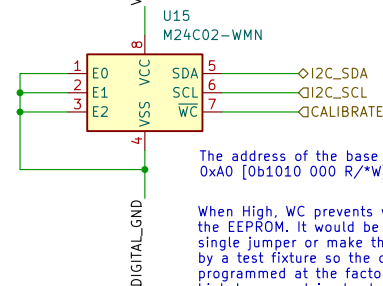 V
U15
M24C02-WMN
8
1 E0 VCC SDA 5 I2C_SDA
2 E1 SCL 6 I2C_SCL
3 E2 VSS WC 7 CALIBRATE
4
The address of the base
0xA0 [0b1010 000 R/*W
DIGITAL_GND
When High, WC prevents
the EEPROM. It would be
single jumper or make th
by a test fixture so the
programmed at the facto